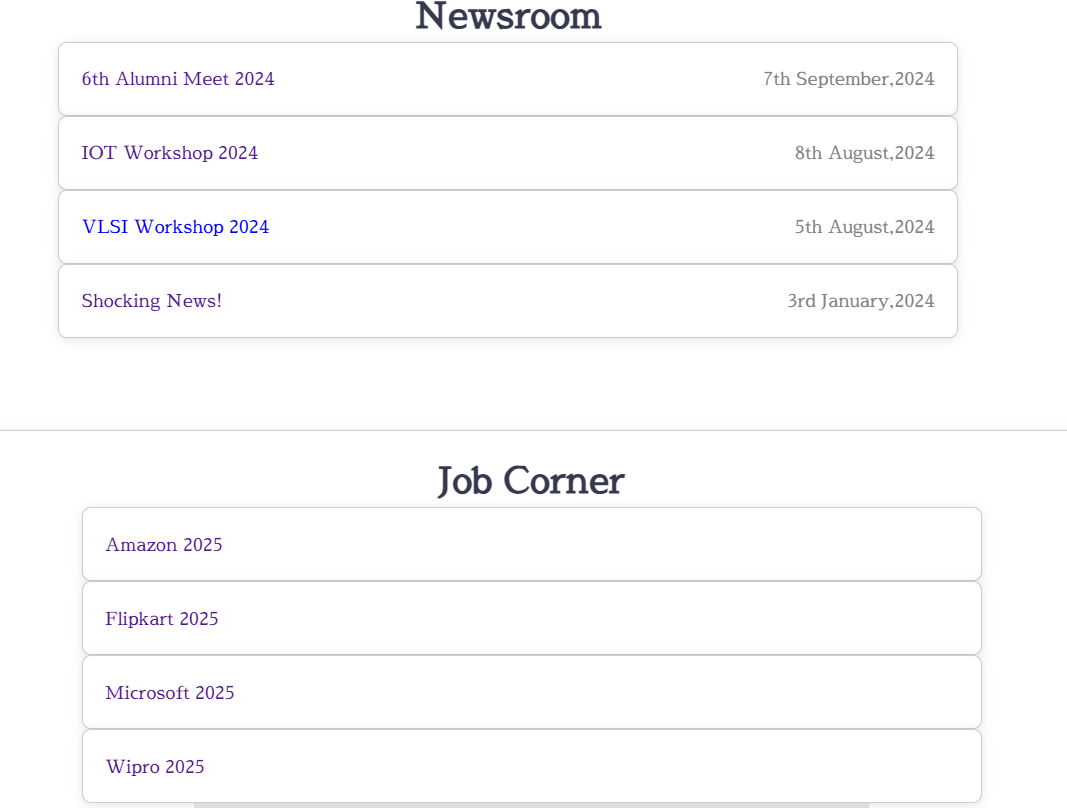 Newsroom
6th Alumni Meet 2024 7th September,2024
IOT Workshop 2024 8th August,2024
VLSI Workshop 2024 5th August,2024
Shocking News! 3rd January,2024
Job Corner
Amazon 2025
Flipkart 2025
Microsoft 2025
Wipro 2025